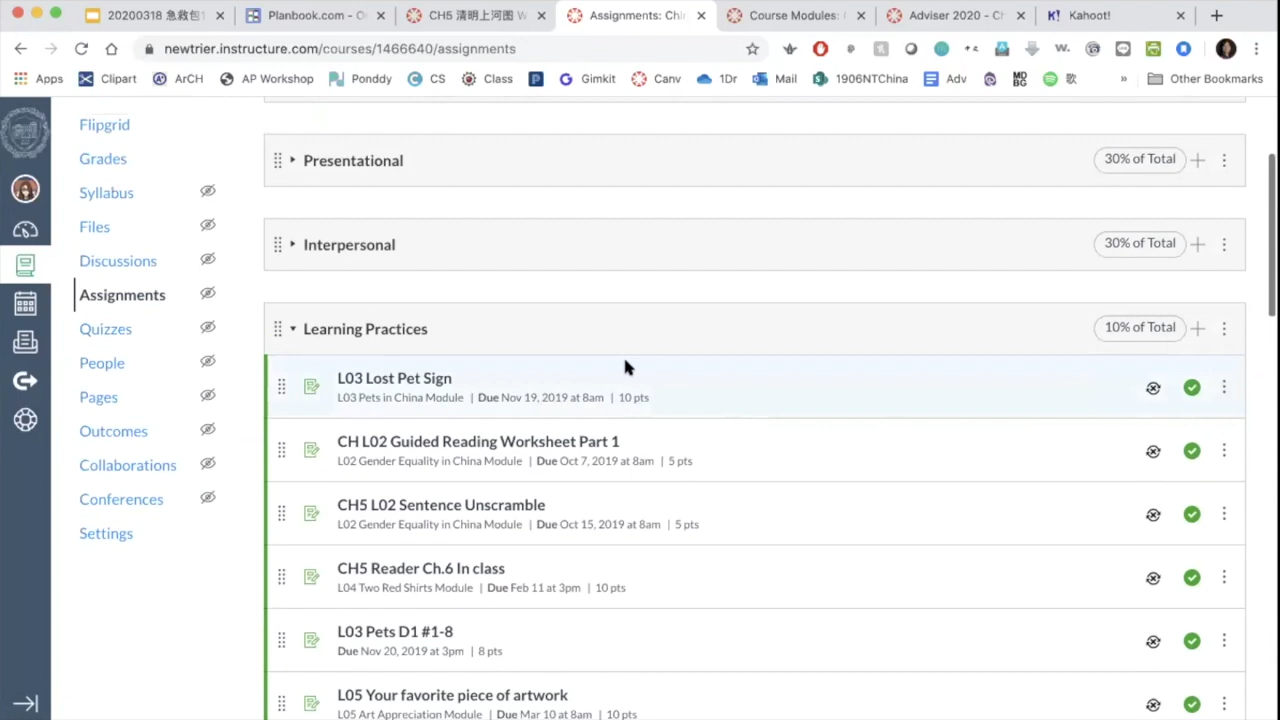 20200318 急救包
Planbook.com - O
CH5 清明上河图 W
Assignments: Chi
Course Modules:
Adviser 2020 - Ch
K! Kahoot!
newtrier.instructure.com/courses/1466640/assignments
Apps Clipart ArCH AP Workshop Ponddy CS Class Gimkit Canv 1Dr Mail 1906NTChina Adv MDBG 歌 » Other Bookmarks
Flipgrid
Grades
Syllabus
Files
Discussions
Assignments
Quizzes
People
Pages
Outcomes
Collaborations
Conferences
Settings
Presentational 30% of Total
Interpersonal 30% of Total
Learning Practices 10% of Total
L03 Lost Pet Sign
L03 Pets in China Module | Due Nov 19, 2019 at 8am | 10 pts
CH L02 Guided Reading Worksheet Part 1
L02 Gender Equality in China Module | Due Oct 7, 2019 at 8am | 5 pts
CH5 L02 Sentence Unscramble
L02 Gender Equality in China Module | Due Oct 15, 2019 at 8am | 5 pts
CH5 Reader Ch.6 In class
L04 Two Red Shirts Module | Due Feb 11 at 3pm | 10 pts
L03 Pets D1 #1-8
Due Nov 20, 2019 at 3pm | 8 pts
L05 Your favorite piece of artwork
L05 Art Appreciation Module | Due Mar 10 at 8am | 10 pts